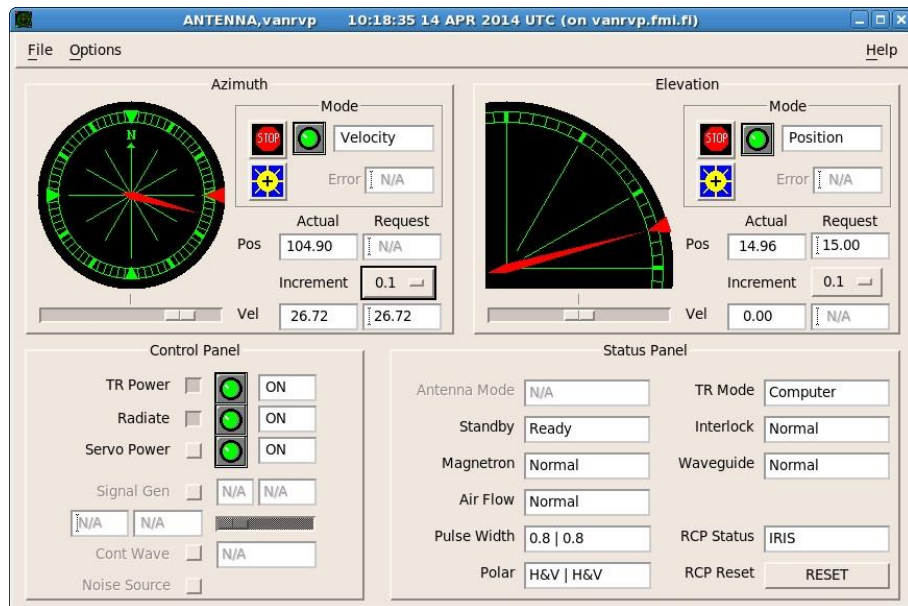 ANTENNA,vanrvp 10:18:35 14 APR 2014 UTC (on vanrvp.fmi.fi)
File Options Help
Azimuth
Mode
N
STOP
Velocity
Error N/A
Actual Request
Pos 104.90 N/A
Increment 0.1
Vel 26.72 26.72
Elevation
Mode
STOP
Position
Error N/A
Actual Request
Pos 14.96 15.00
Increment 0.1
Vel 0.00 N/A
Control Panel
TR Power ON
Radiate ON
Servo Power ON
Signal Gen N/A N/A
N/A N/A
Cont Wave N/A
Noise Source
Status Panel
Antenna Mode N/A TR Mode Computer
Standby Ready Interlock Normal
Magnetron Normal Waveguide Normal
Air Flow Normal
Pulse Width 0.8 | 0.8 RCP Status IRIS
Polar H&V | H&V RCP Reset RESET